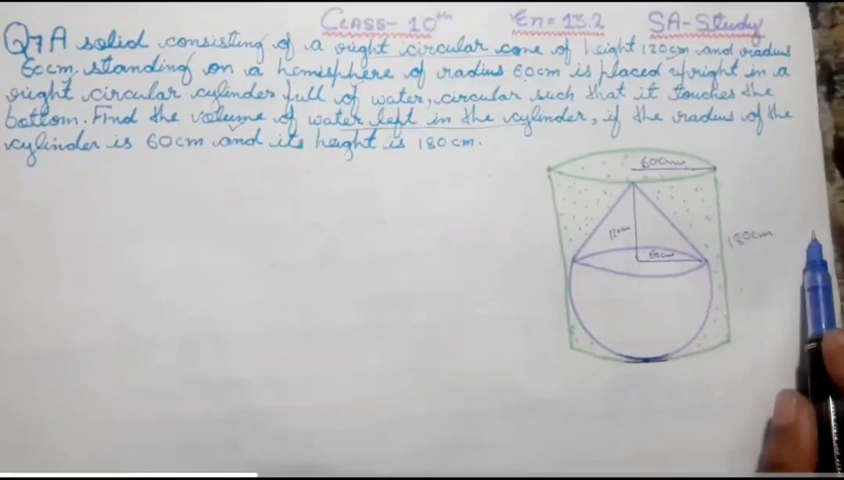 CLASS- 10th Ex= 13.2 SA-Study
Q7 A solid consisting of a right circular cone of height 120cm and radius
60cm standing on a hemisphere of radius 60cm is placed upright in a
right circular cylinder full of water, circular such that it touches the
bottom. Find the volume of water left in the cylinder, if the radius of the
cylinder is 60cm and its height is 180cm.
60cm
120cm
60cm
180cm